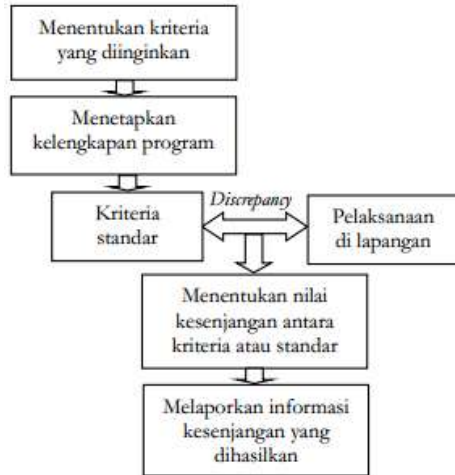 Menentukan kriteria
yang diinginkan
Menetapkan
kelengkapan program
Discrepancy
Kriteria
standar
Pelaksanaan
di lapangan
Menentukan nilai
kesenjangan antara
kriteria atau standar
Melaporkan informasi
kesenjangan yang
dihasilkan